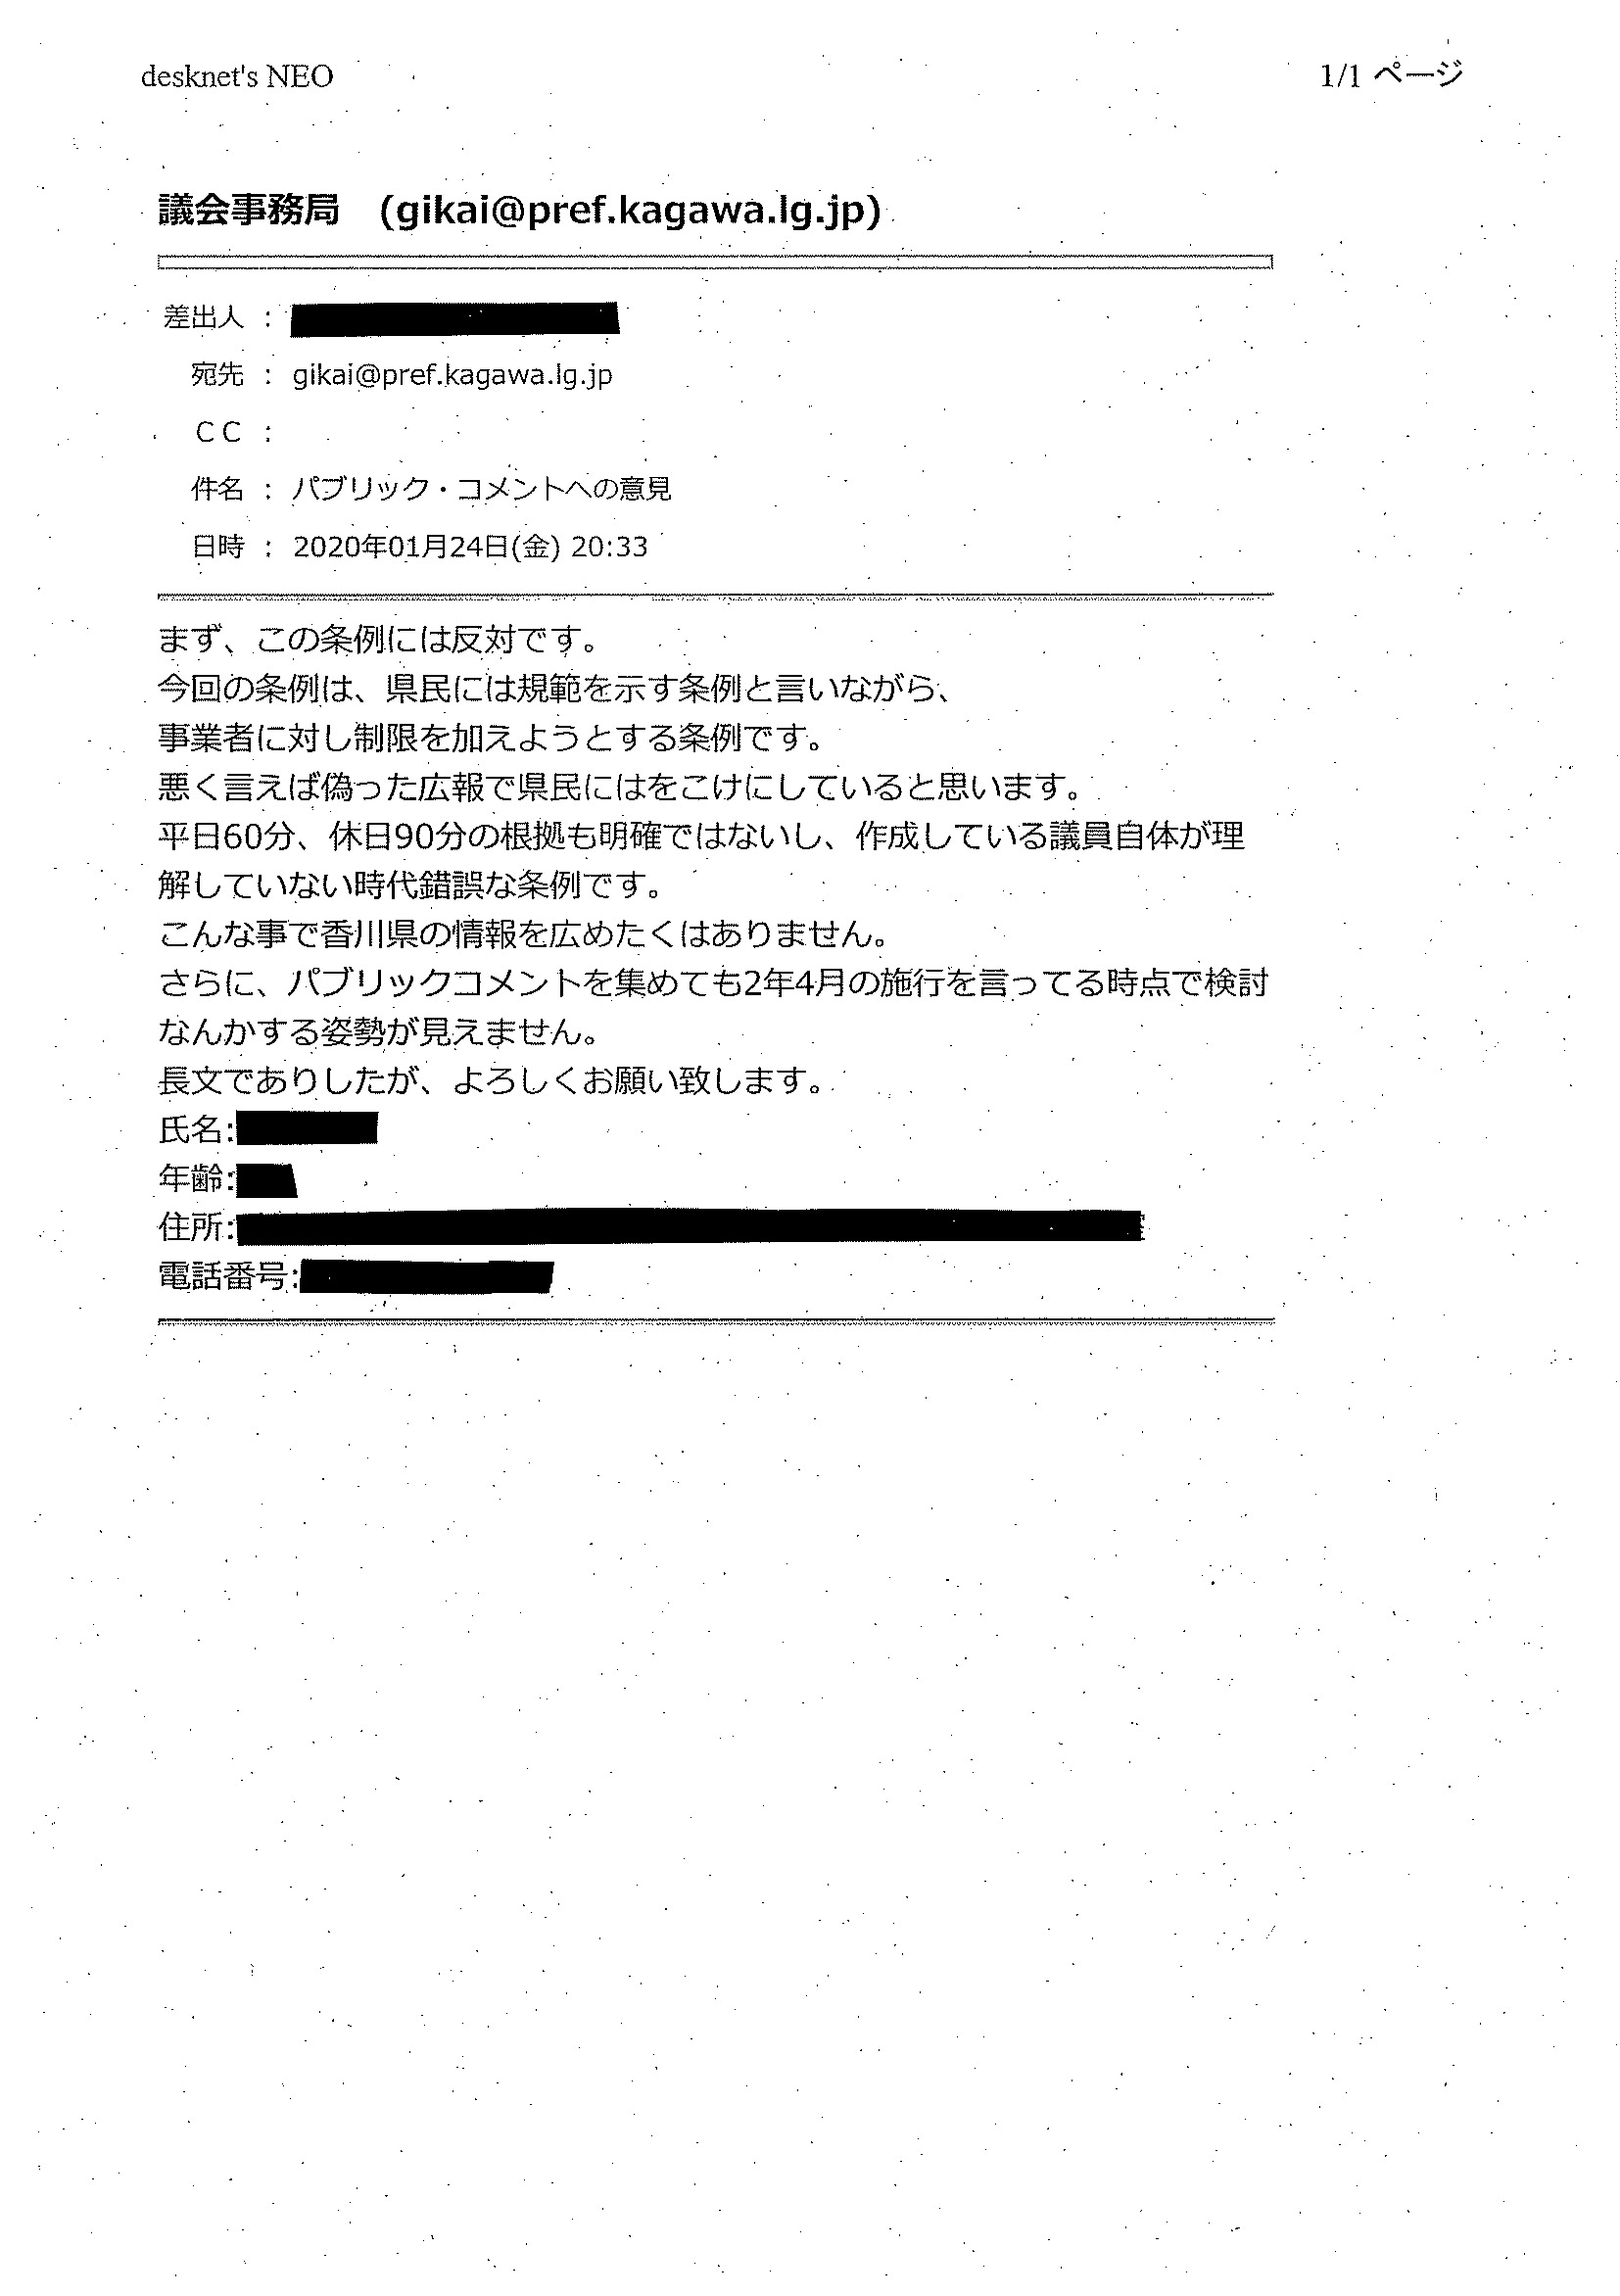 desknet's NEO
1/1 ページ
議会事務局 (gikai@pref.kagawa.lg.jp)
差出人 :
宛先 : gikai@pref.kagawa.lg.jp
CC :
件名 : パブリック・コメントへの意見
日時 : 2020年01月24日(金) 20:33
まず、この条例には反対です。
今回の条例は、県民には規範を示す条例と言いながら、
事業者に対し制限を加えようとする条例です。
悪く言えば偽った広報で県民にはをこけにしていると思います。
平日60分、休日90分の根拠も明確ではないし、作成している議員自体が理
解していない時代錯誤な条例です。
こんな事で香川県の情報を広めたくはありません。
さらに、パブリックコメントを集めても2年4月の施行を言ってる時点で検討
なんかする姿勢が見えません。
長文でありしたが、よろしくお願い致します。
氏名:
年齢:
住所:
電話番号: